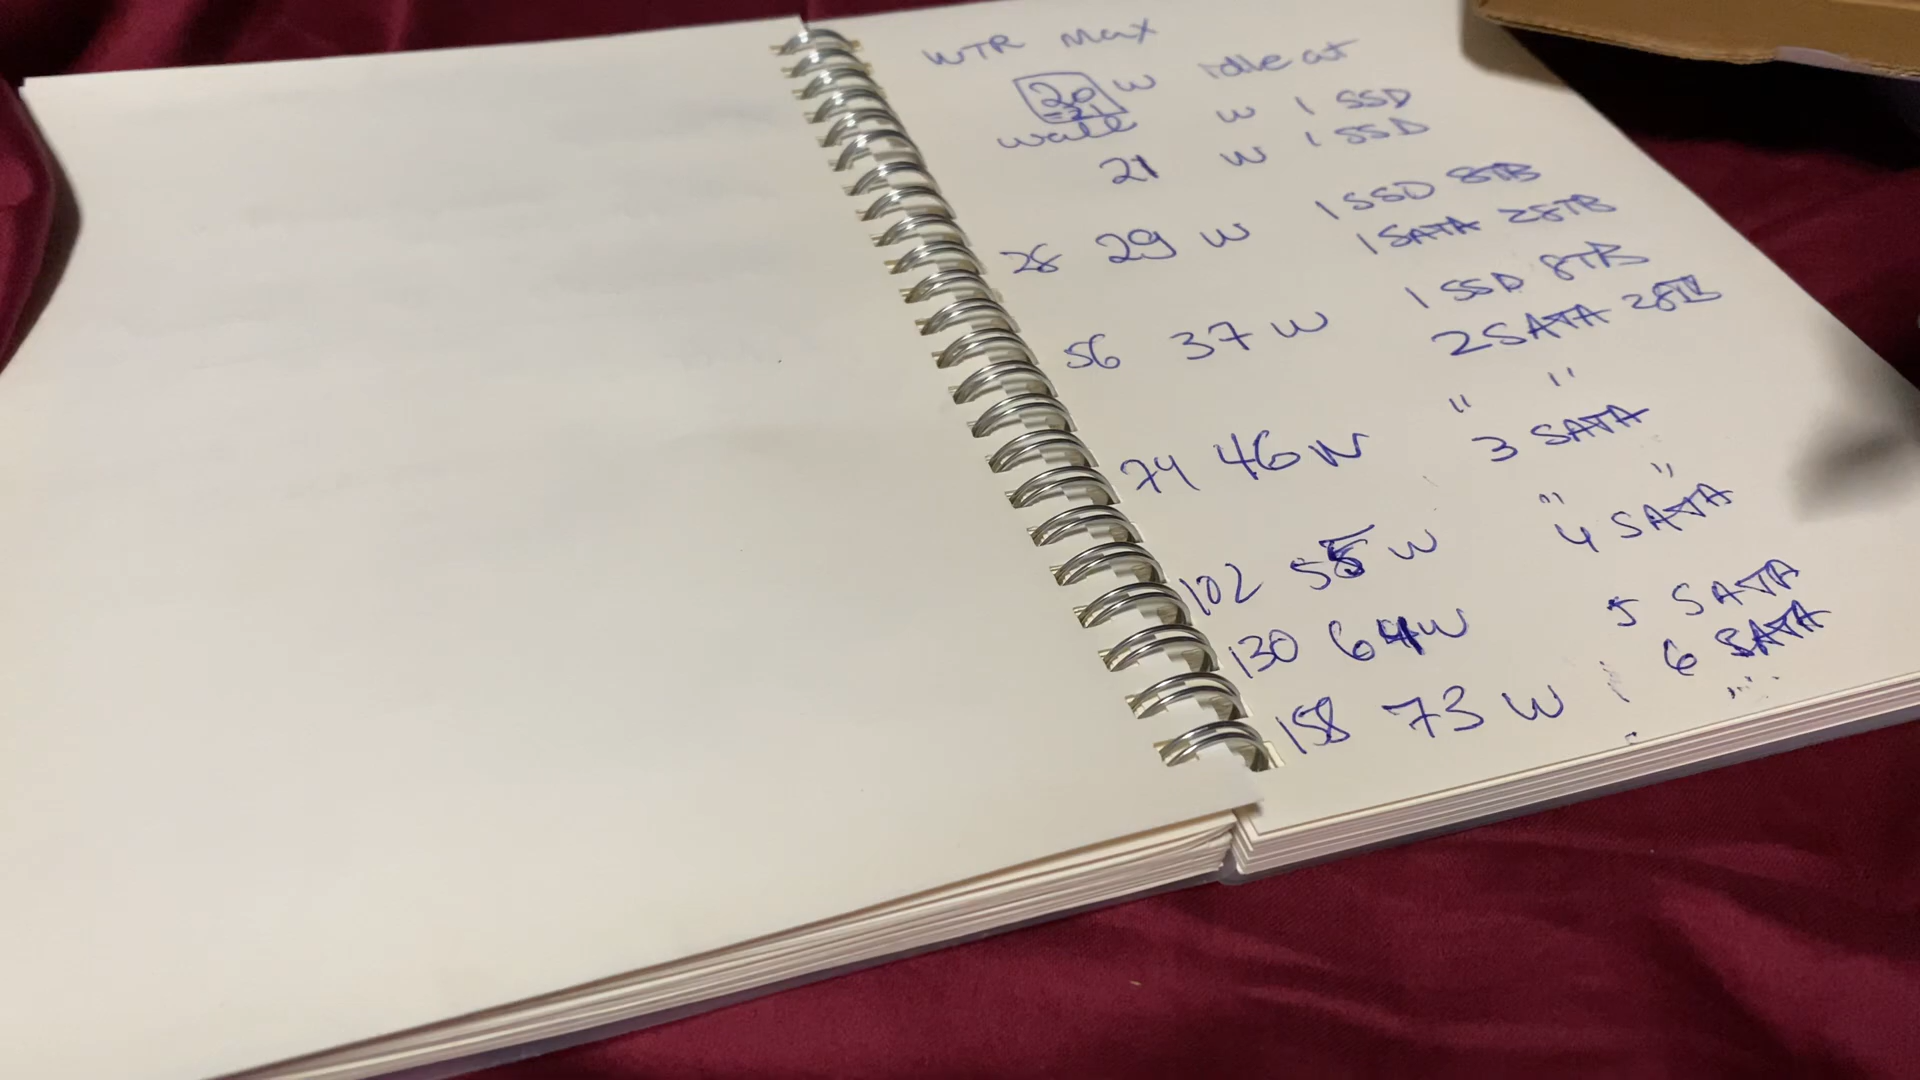 WTR Max
20 W idle at
=21
wall w 1 SSD
21 W 1 SSD
1 SSD 8TB
28 29 W 1 SATA 28TB
1 SSD 8TB
56 37 W 2 SATA 28TB
" "
74 46 W 3 SATA
" "
102 55 W 4 SATA
130 64 W 5 SATA
158 73 W 6 SATA